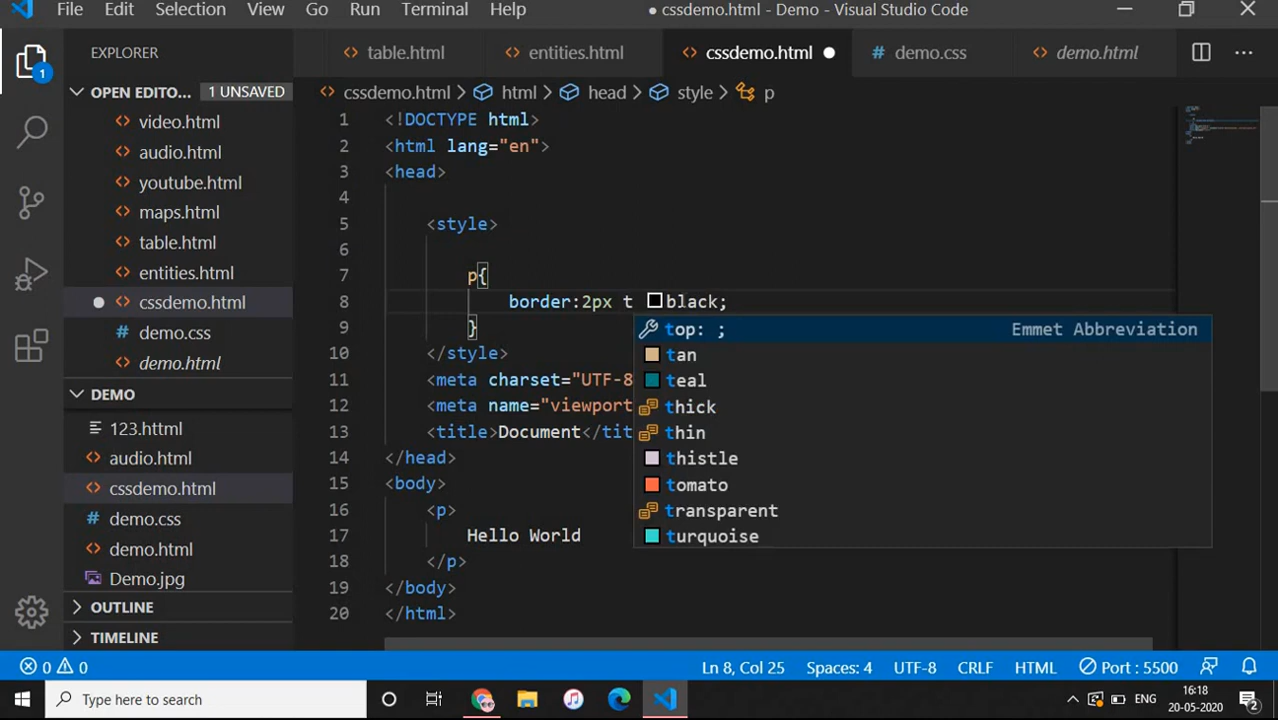 File Edit Selection View Go Run Terminal Help ● cssdemo.html - Demo - Visual Studio Code
EXPLORER
OPEN EDITO... 1 UNSAVED
video.html
audio.html
youtube.html
maps.html
table.html
entities.html
cssdemo.html
demo.css
demo.html
DEMO
123.httml
audio.html
cssdemo.html
demo.css
demo.html
Demo.jpg
OUTLINE
TIMELINE
1
table.html entities.html cssdemo.html ● demo.css demo.html
cssdemo.html > html > head > style > p
1 <!DOCTYPE html>
2 <html lang="en">
3 <head>
4
5 <style>
6
7 p{
8 border:2px t black;
9 }
10 </style>
11 <meta charset="UTF-8
12 <meta name="viewport
13 <title>Document</tit
14 </head>
15 <body>
16 <p>
17 Hello World
18 </p>
19 </body>
20 </html>
top: ; Emmet Abbreviation
tan
teal
thick
thin
thistle
tomato
transparent
turquoise
0 0 Ln 8, Col 25 Spaces: 4 UTF-8 CRLF HTML Port : 5500
Type here to search ENG 16:18
20-05-2020 2